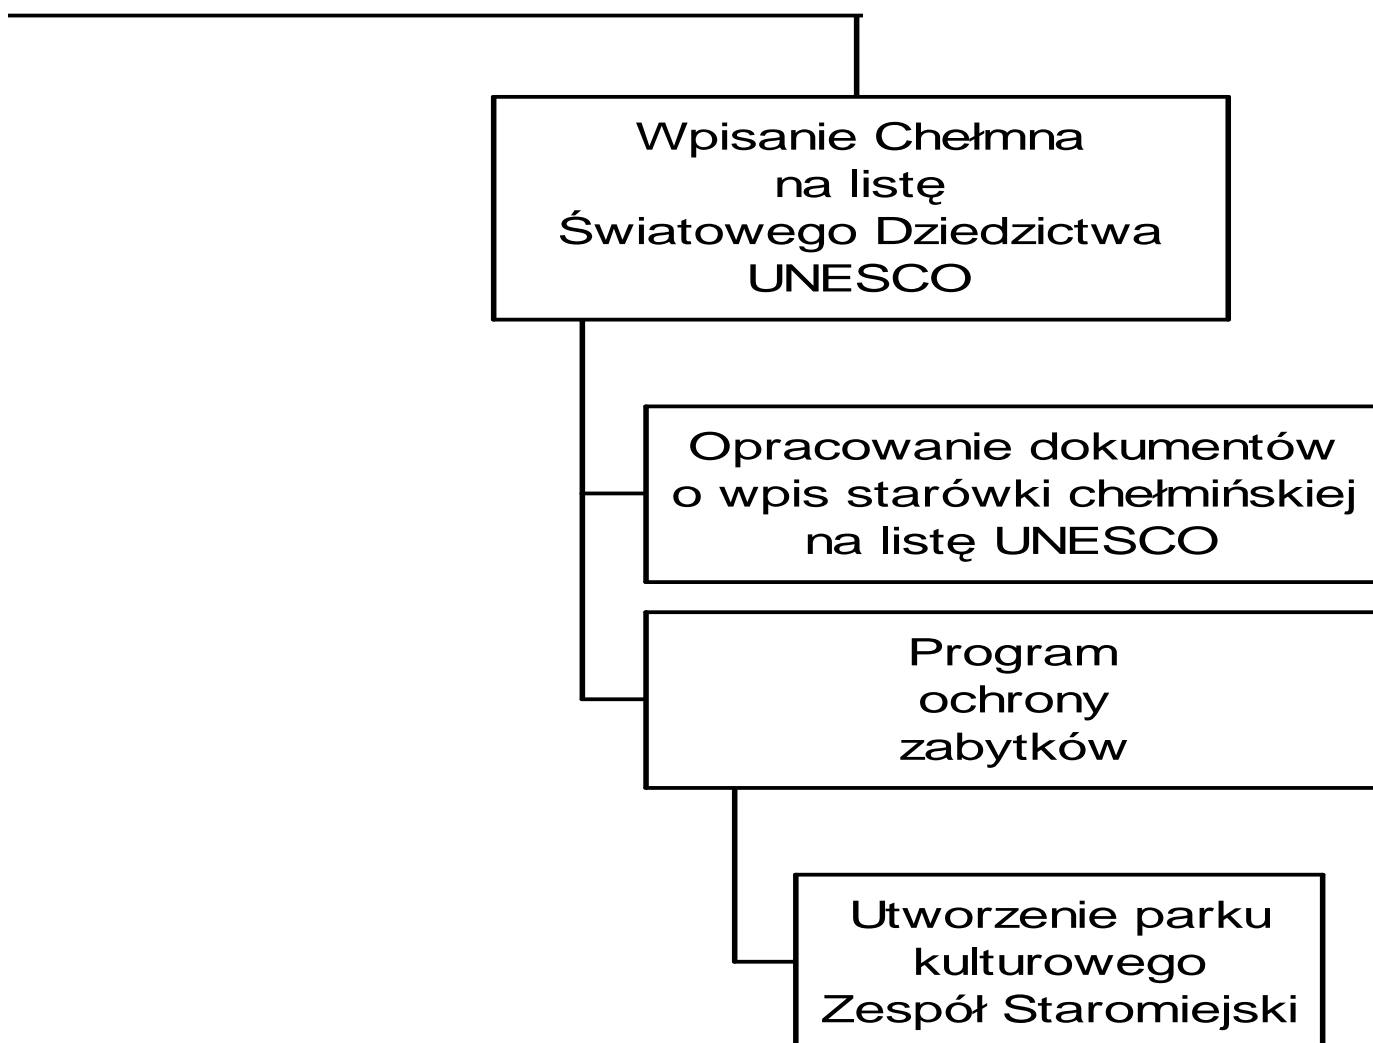 Wpisanie Chełmna
na listę
Światowego Dziedzictwa
UNESCO
Opracowanie dokumentów
o wpis starówki chełmińskiej
na listę UNESCO
Program
ochrony
zabytków
Utworzenie parku
kulturowego
Zespół Staromiejski